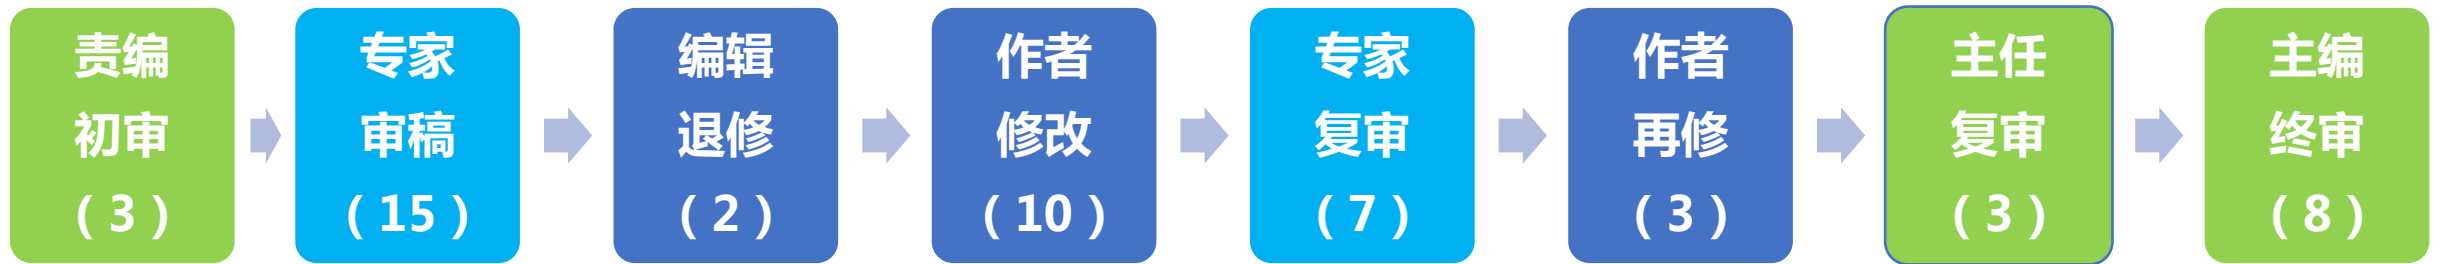 责编
初审
（3）
专家
审稿
（15）
编辑
退修
（2）
作者
修改
（10）
专家
复审
（7）
作者
再修
（3）
主任
复审
（3）
主编
终审
（8）